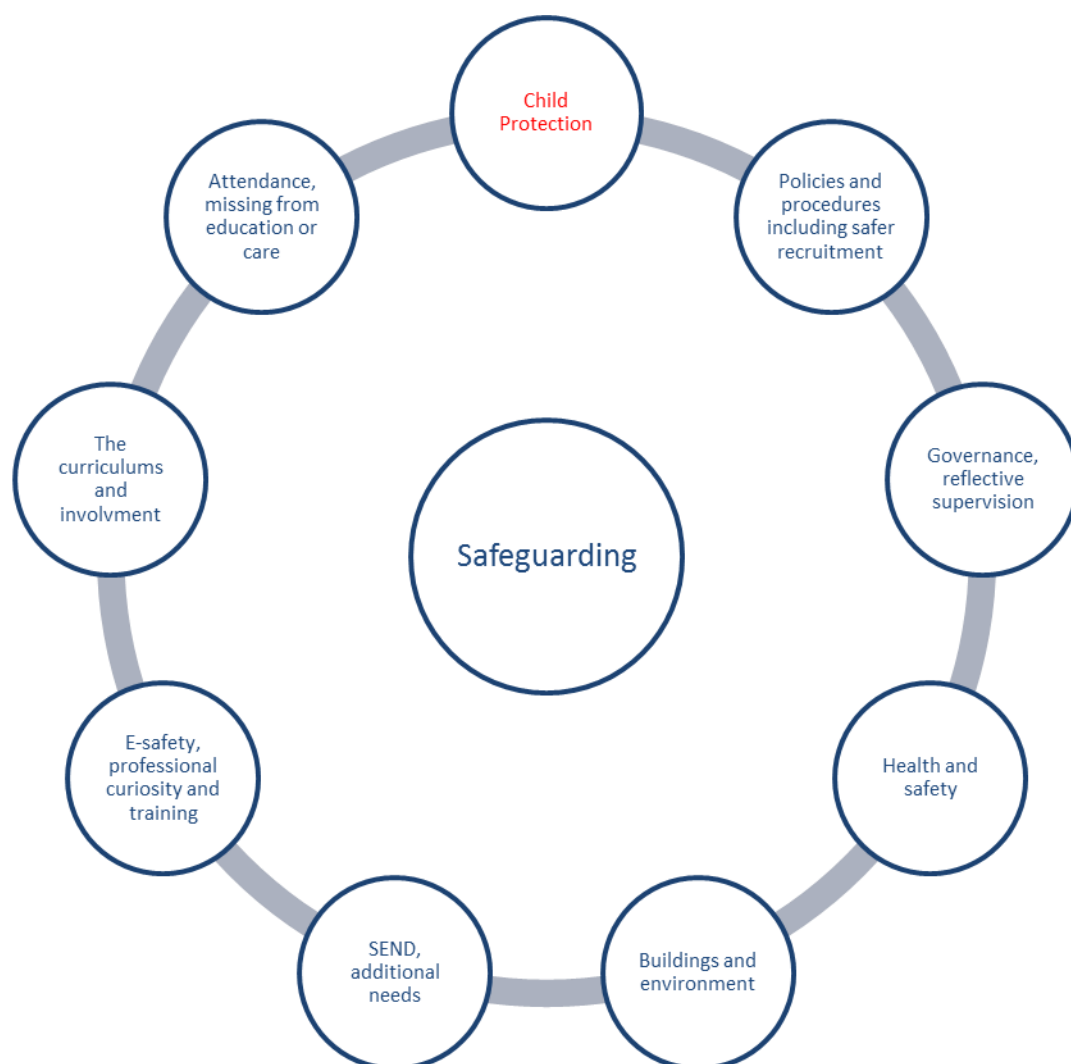 Child
Protection
Policies and
procedures
including safer
recruitment
Governance,
reflective
supervision
Health and
safety
Buildings and
environment
SEND,
additional
needs
E-safety,
professional
curiosity and
training
The
curriculums
and
involvment
Attendance,
missing from
education or
care
Safeguarding